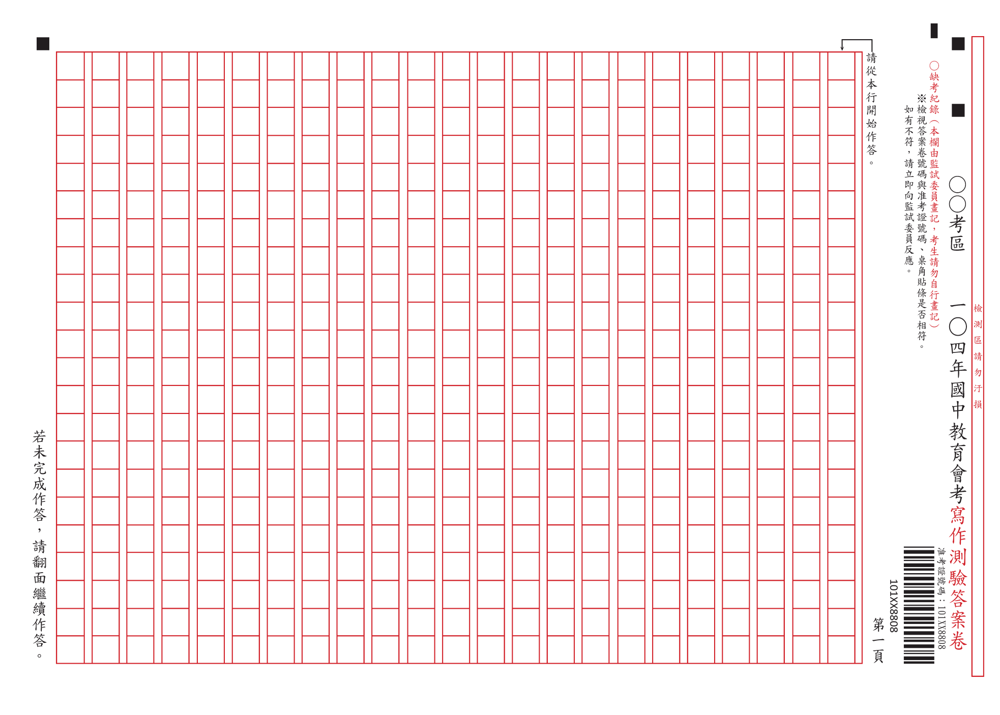 檢測區請勿汙損
〇〇考區 一〇四年國中教育會考寫作測驗答案卷
准考證號碼：101XX8808
〇缺考紀錄（本欄由監試委員畫記，考生請勿自行畫記）
※檢視答案卷號碼與准考證號碼、桌角貼條是否相符。
如有不符，請立即向監試委員反應。
101XX8808
第一頁
請從本行開始作答。
若未完成作答，請翻面繼續作答。